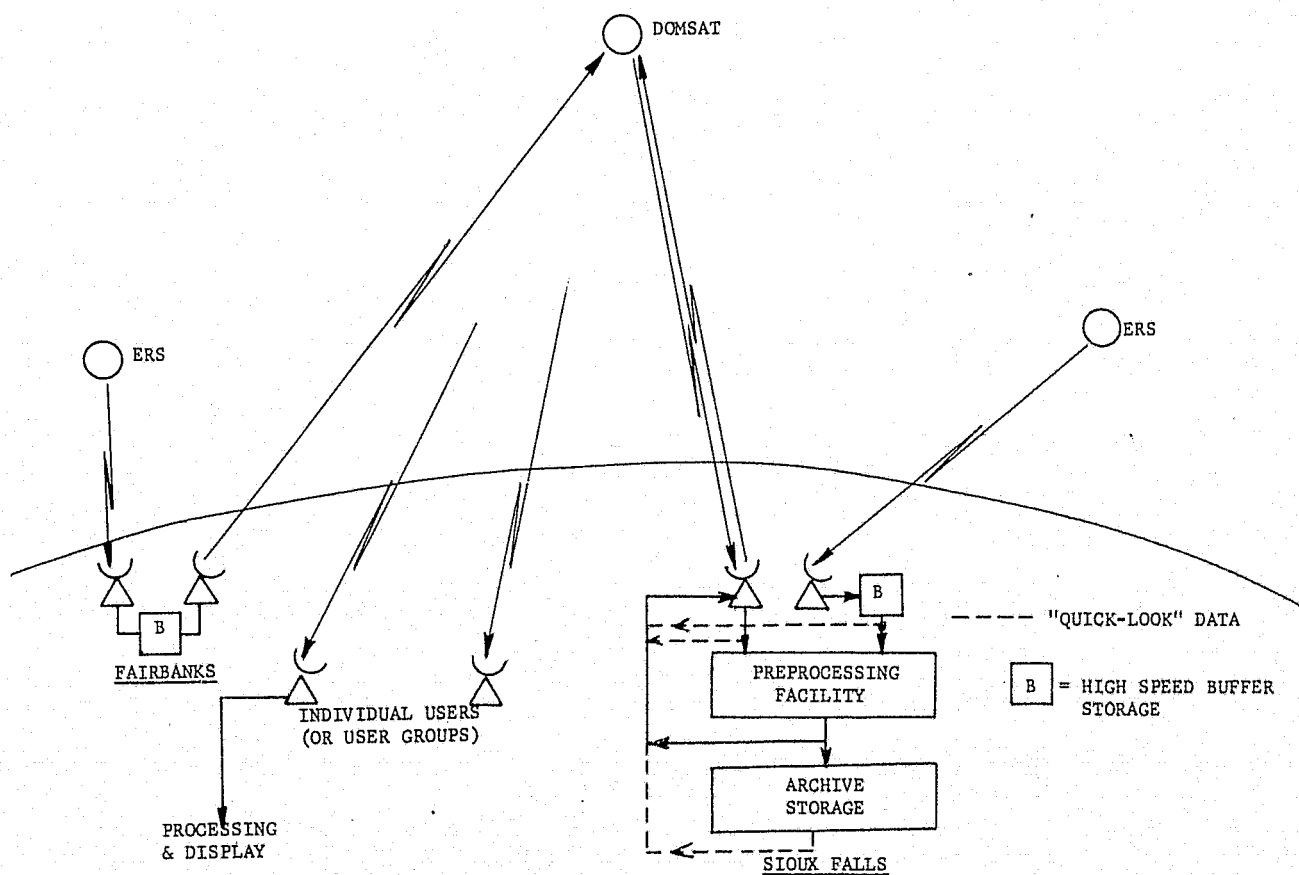 DOMSAT
ERS
ERS
B
FAIRBANKS
INDIVIDUAL USERS
(OR USER GROUPS)
PROCESSING
& DISPLAY
B
PREPROCESSING
FACILITY
ARCHIVE
STORAGE
SIOUX FALLS
"QUICK-LOOK" DATA
B = HIGH SPEED BUFFER
STORAGE